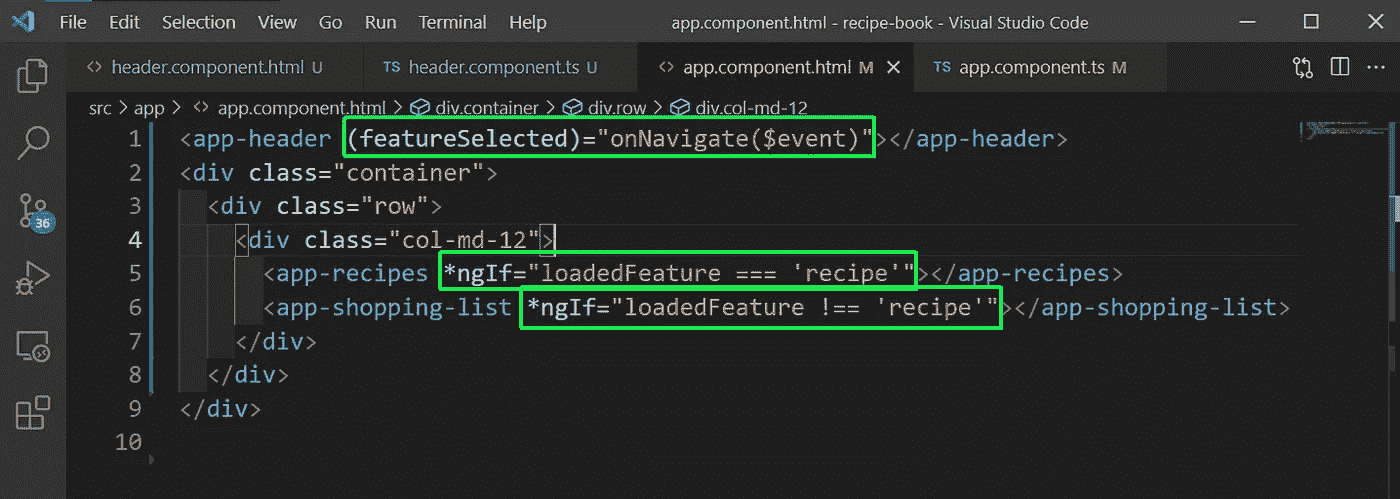 File Edit Selection View Go Run Terminal Help app.component.html - recipe-book - Visual Studio Code
header.component.html U TS header.component.ts U app.component.html M TS app.component.ts M
src > app > app.component.html > div.container > div.row > div.col-md-12
1 <app-header (featureSelected)="onNavigate($event)"></app-header>
2 <div class="container">
3 <div class="row">
4 <div class="col-md-12">
5 <app-recipes *ngIf="loadedFeature === 'recipe'"></app-recipes>
6 <app-shopping-list *ngIf="loadedFeature !== 'recipe'"></app-shopping-list>
7 </div>
8 </div>
9 </div>
10
36